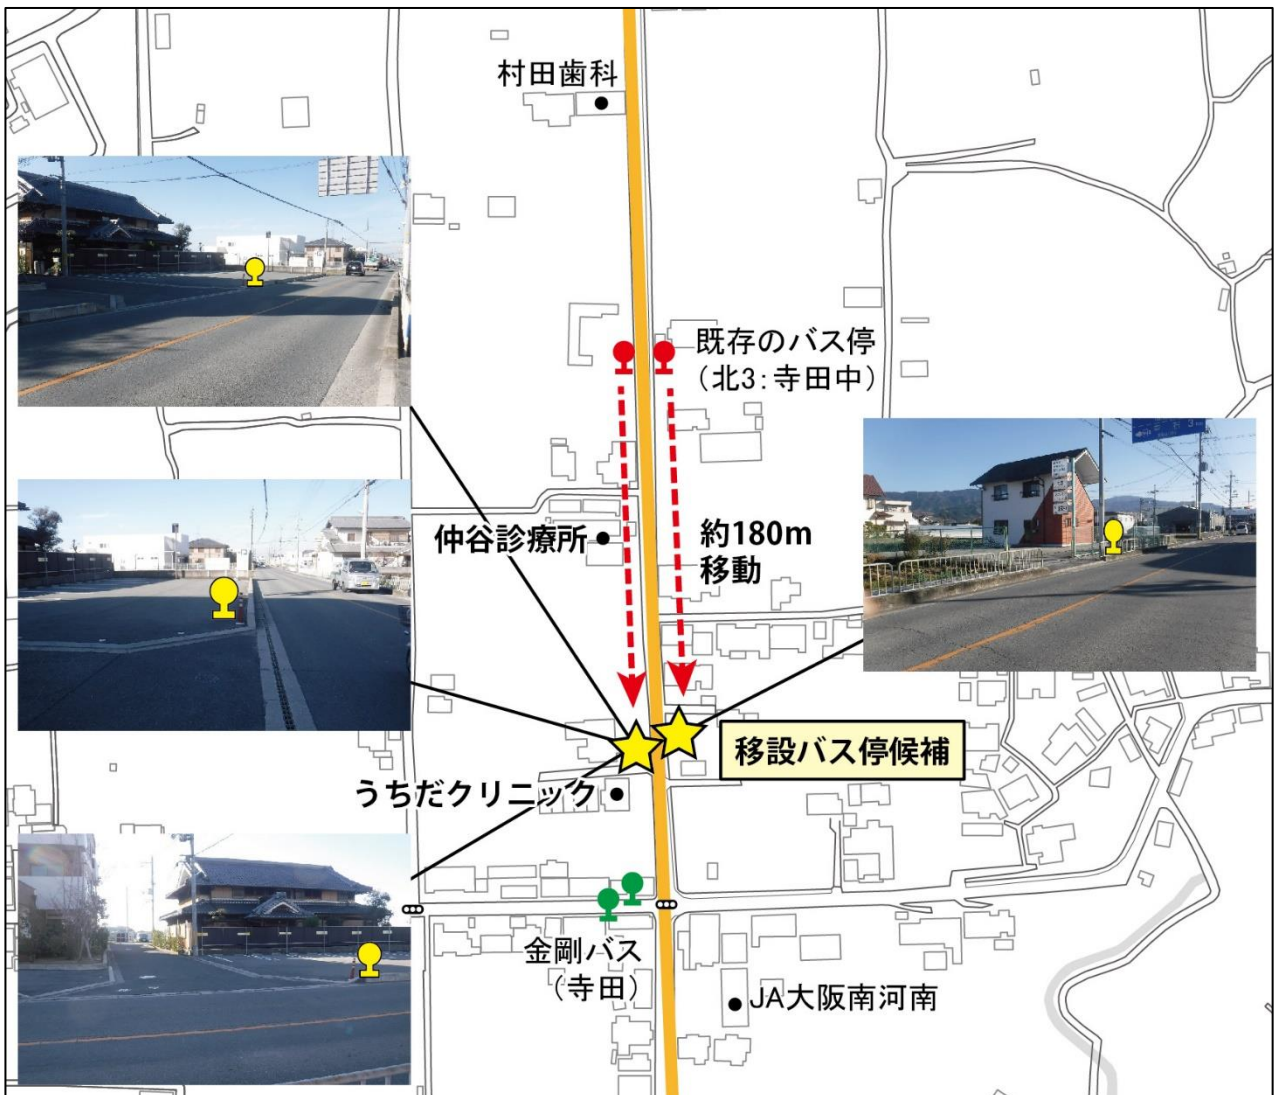 村田歯科
既存のバス停
（北3：寺田中）
仲谷診療所
約180m
移動
移設バス停候補
うちだクリニック
金剛バス
（寺田）
JA大阪南河南